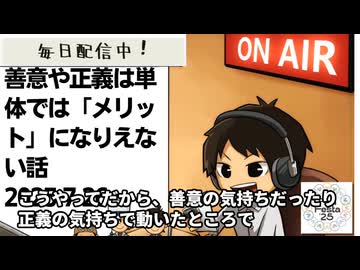 毎日配信中！
ON AIR
善意や正義は単
体では「メリッ
ト」になりえな
い話
こうやってだから、善意の気持ちだったり
正義の気持ちで動いたところで
esta
25